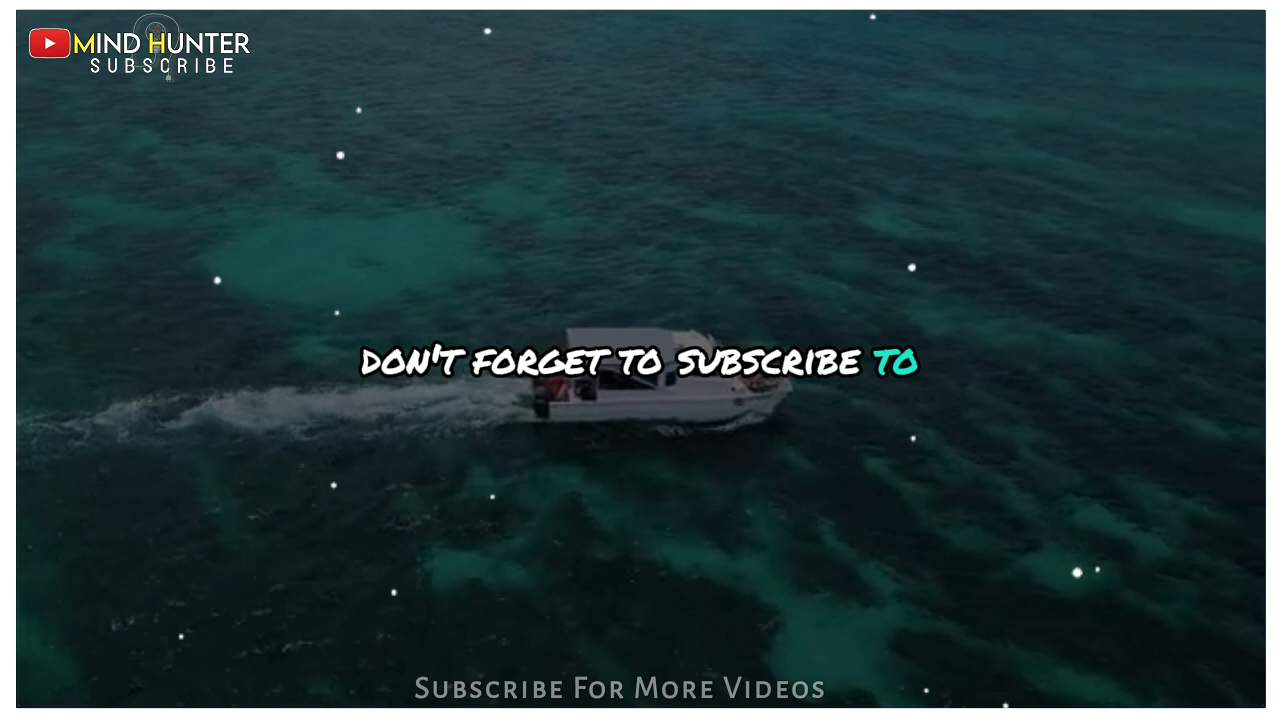 MIND HUNTER
SUBSCRIBE
DON'T FORGET TO SUBSCRIBE TO
SUBSCRIBE FOR MORE VIDEOS